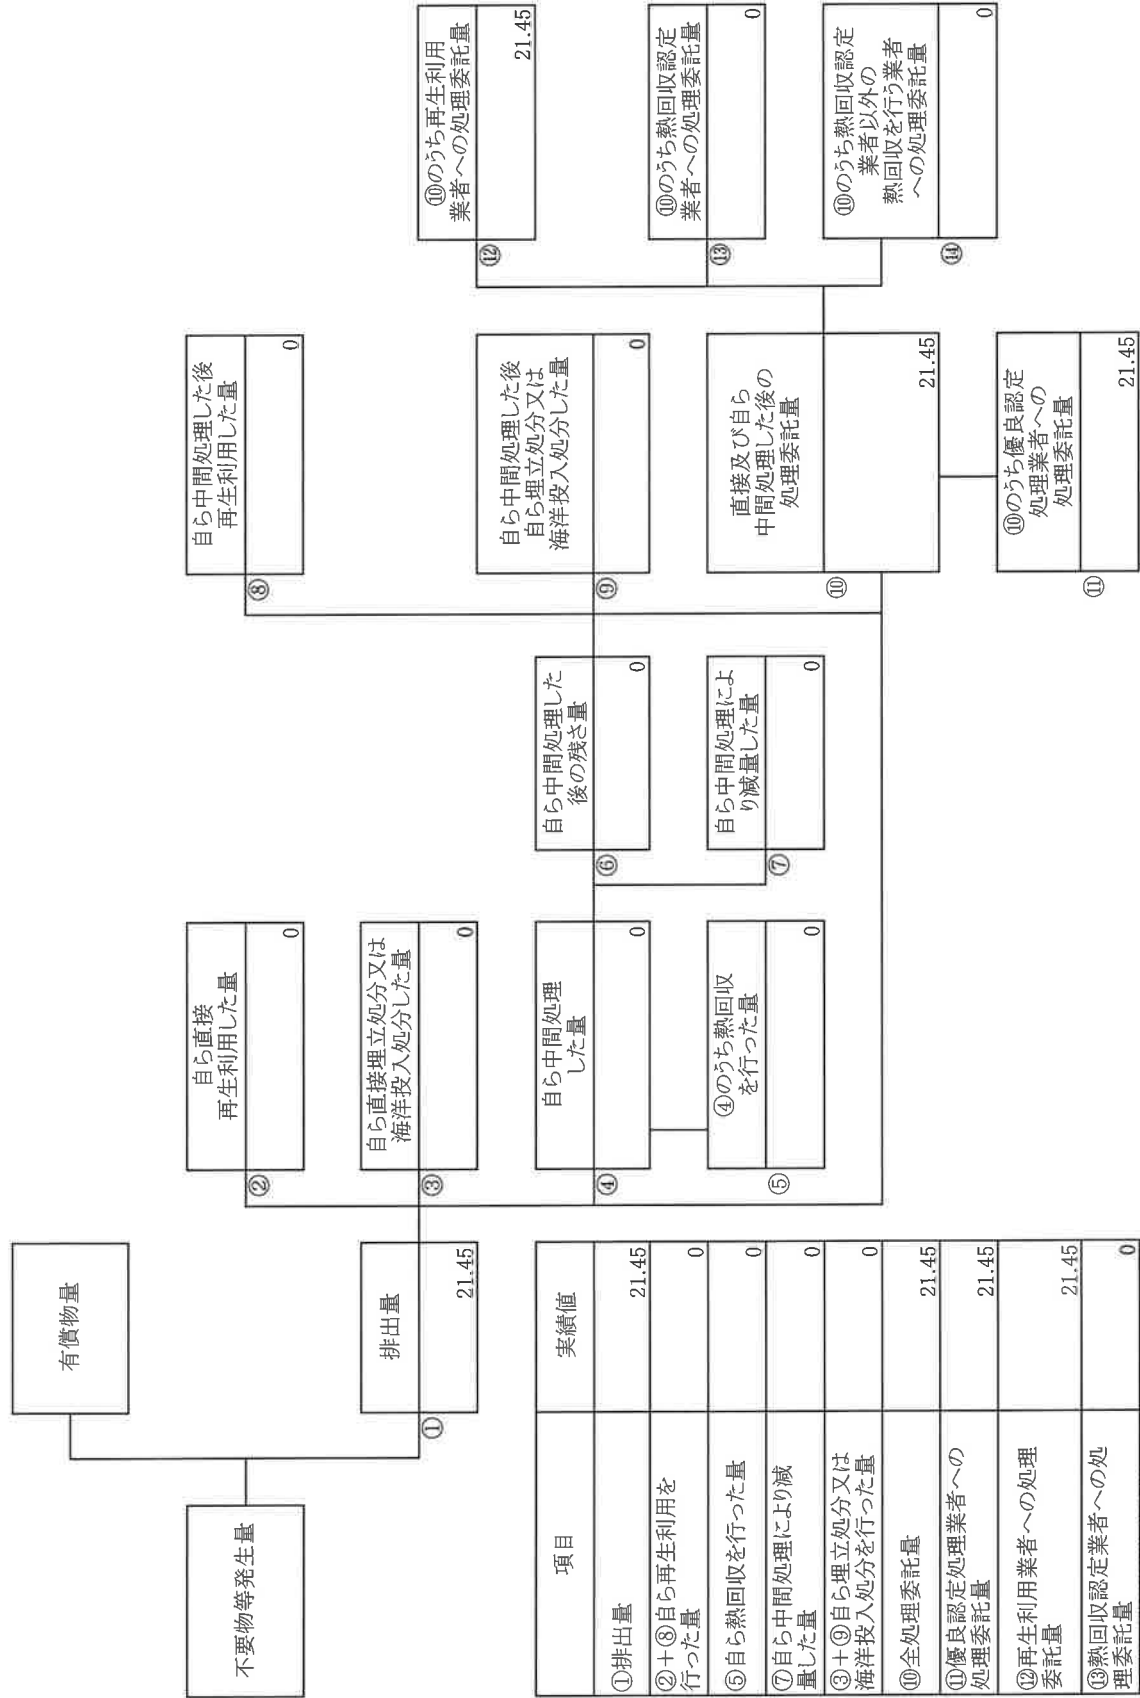 不要物等発生量
有償物量
①
排出量
21.45
②
自ら直接
再生利用した量
0
③
自ら直接埋立処分又は
海洋投入処分した量
0
④
自ら中間処理
した量
0
⑤
④のうち熱回収
を行った量
0
⑥
自ら中間処理した
後の残さ量
0
⑦
自ら中間処理によ
り減量した量
0
⑧
自ら中間処理した後
再生利用した量
0
⑨
自ら中間処理した後
自ら埋立処分又は
海洋投入処分した量
0
⑩
直接及び自ら
中間処理した後の
処理委託量
21.45
⑪
⑩のうち優良認定
処理業者への
処理委託量
21.45
⑫
⑩のうち再生利用
業者への処理委託量
21.45
⑬
⑩のうち熱回収認定
業者への処理委託量
0
⑭
⑩のうち熱回収認定
業者以外の
熱回収を行う業者
への処理委託量
0
項目
実績値
①排出量
21.45
②+⑧自ら再生利用を
行った量
0
⑤自ら熱回収を行った量
0
⑦自ら中間処理により減
量した量
0
③+⑨自ら埋立処分又は
海洋投入処分を行った量
0
⑩全処理委託量
21.45
⑪優良認定処理業者への
処理委託量
21.45
⑫再生利用業者への処理
委託量
21.45
⑬熱回収認定業者への処
理委託量
0